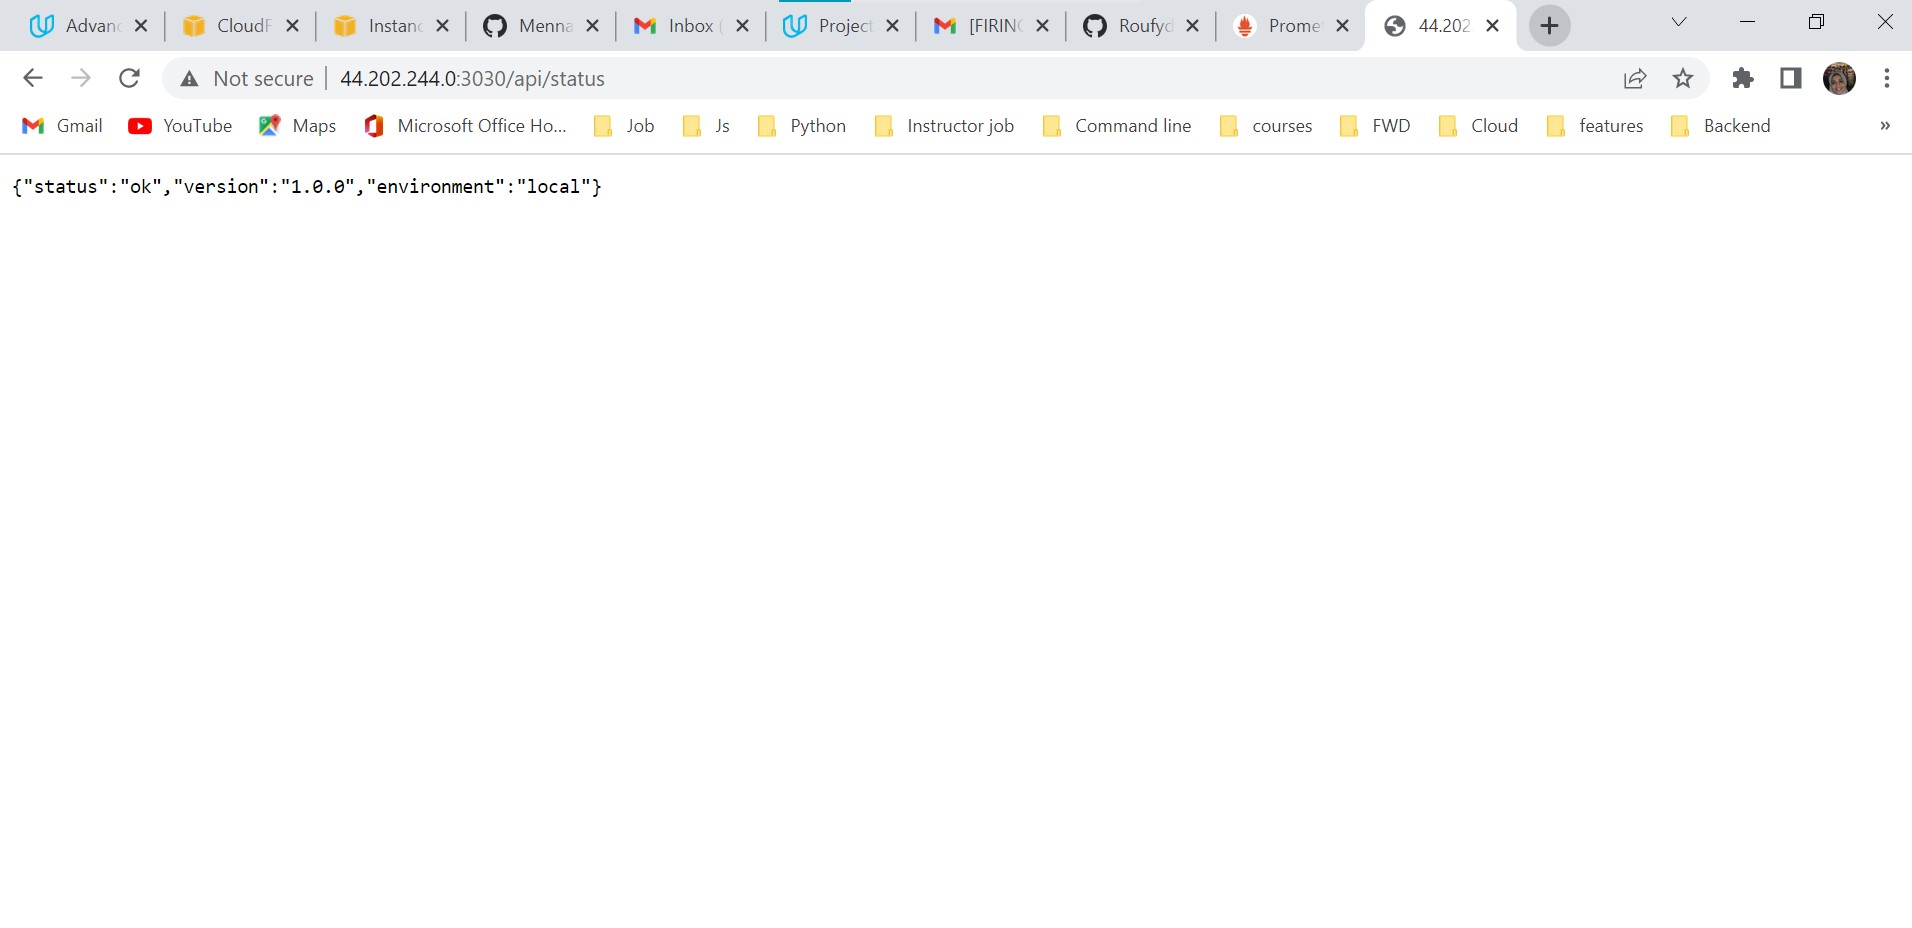 Advanc CloudF Instanc Menna Inbox ( Project [FIRING Roufyd Promet 44.202
Not secure 44.202.244.0:3030/api/status
Gmail YouTube Maps Microsoft Office Ho... Job Js Python Instructor job Command line courses FWD Cloud features Backend »
{"status":"ok","version":"1.0.0","environment":"local"}